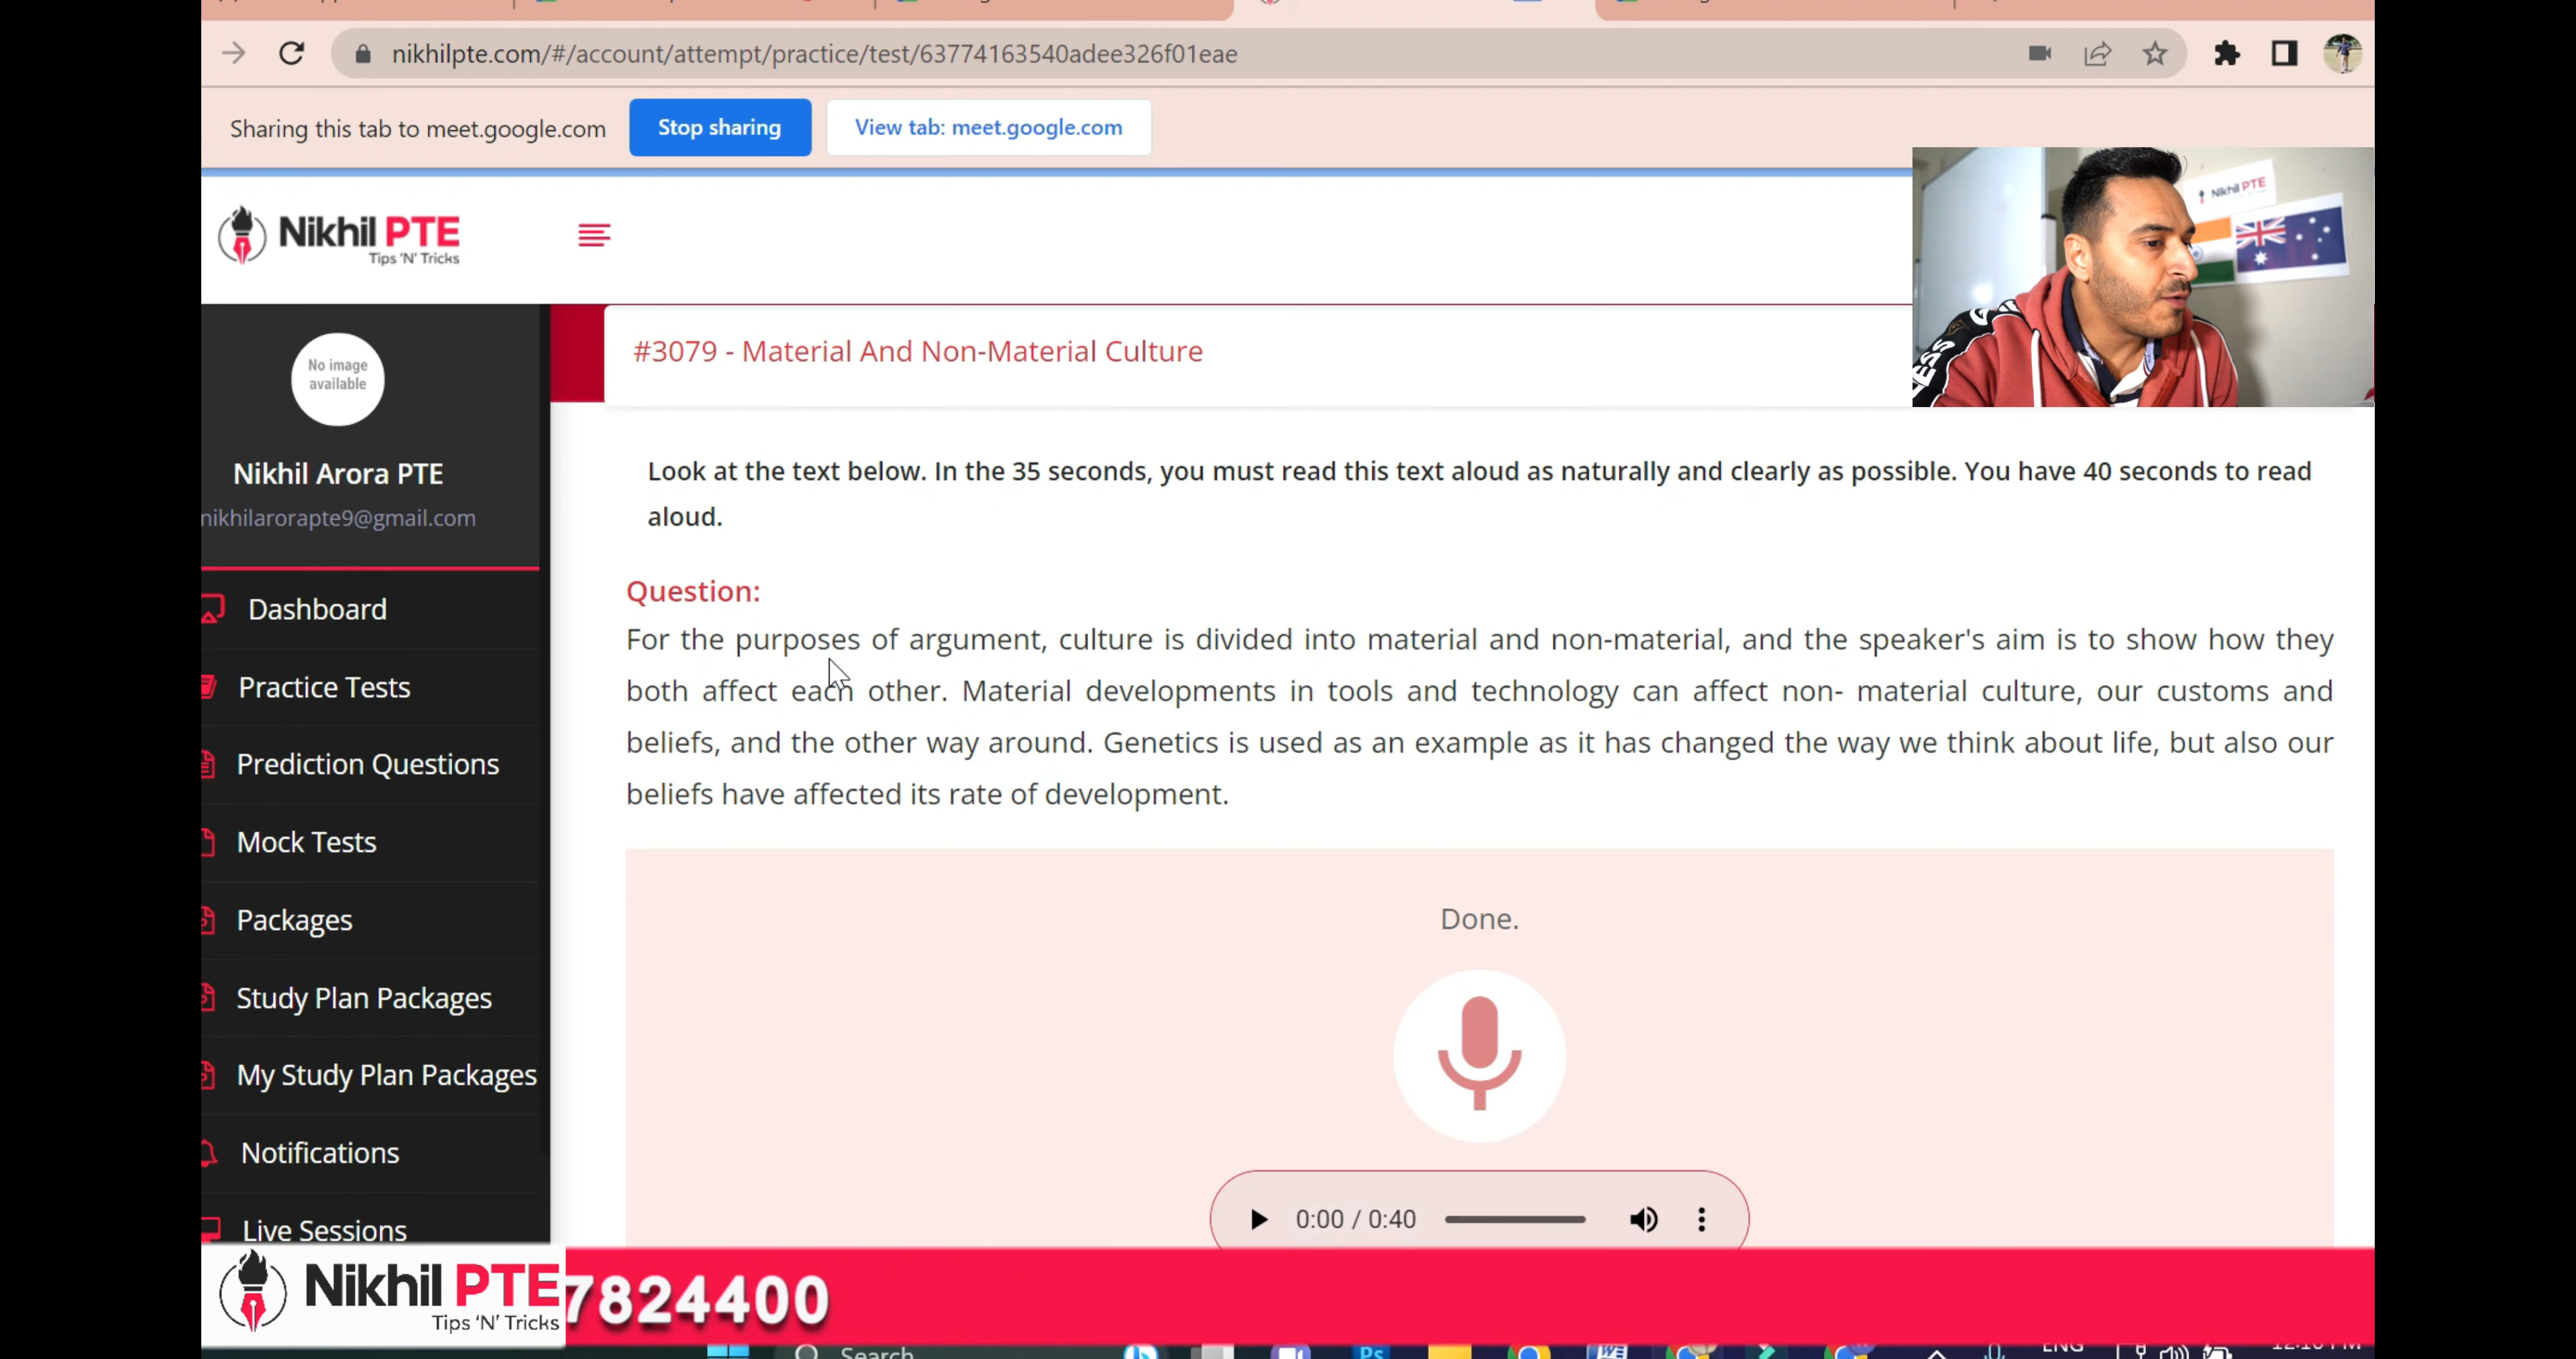 nikhilpte.com/#/account/attempt/practice/test/63774163540adee326f01eae
Sharing this tab to meet.google.com
Stop sharing
View tab: meet.google.com
Nikhil PTE
Tips 'N' Tricks
Nikhil PTE
#3079 - Material And Non-Material Culture
No image
available
Nikhil Arora PTE
nikhilarorapte9@gmail.com
Dashboard
Practice Tests
Prediction Questions
Mock Tests
Packages
Study Plan Packages
My Study Plan Packages
Notifications
Live Sessions
Look at the text below. In the 35 seconds, you must read this text aloud as naturally and clearly as possible. You have 40 seconds to read
aloud.
Question:
For the purposes of argument, culture is divided into material and non-material, and the speaker's aim is to show how they
both affect each other. Material developments in tools and technology can affect non- material culture, our customs and
beliefs, and the other way around. Genetics is used as an example as it has changed the way we think about life, but also our
beliefs have affected its rate of development.
Done.
0:00 / 0:40
Nikhil PTE
Tips 'N' Tricks
7824400
Search
Ps
ENG